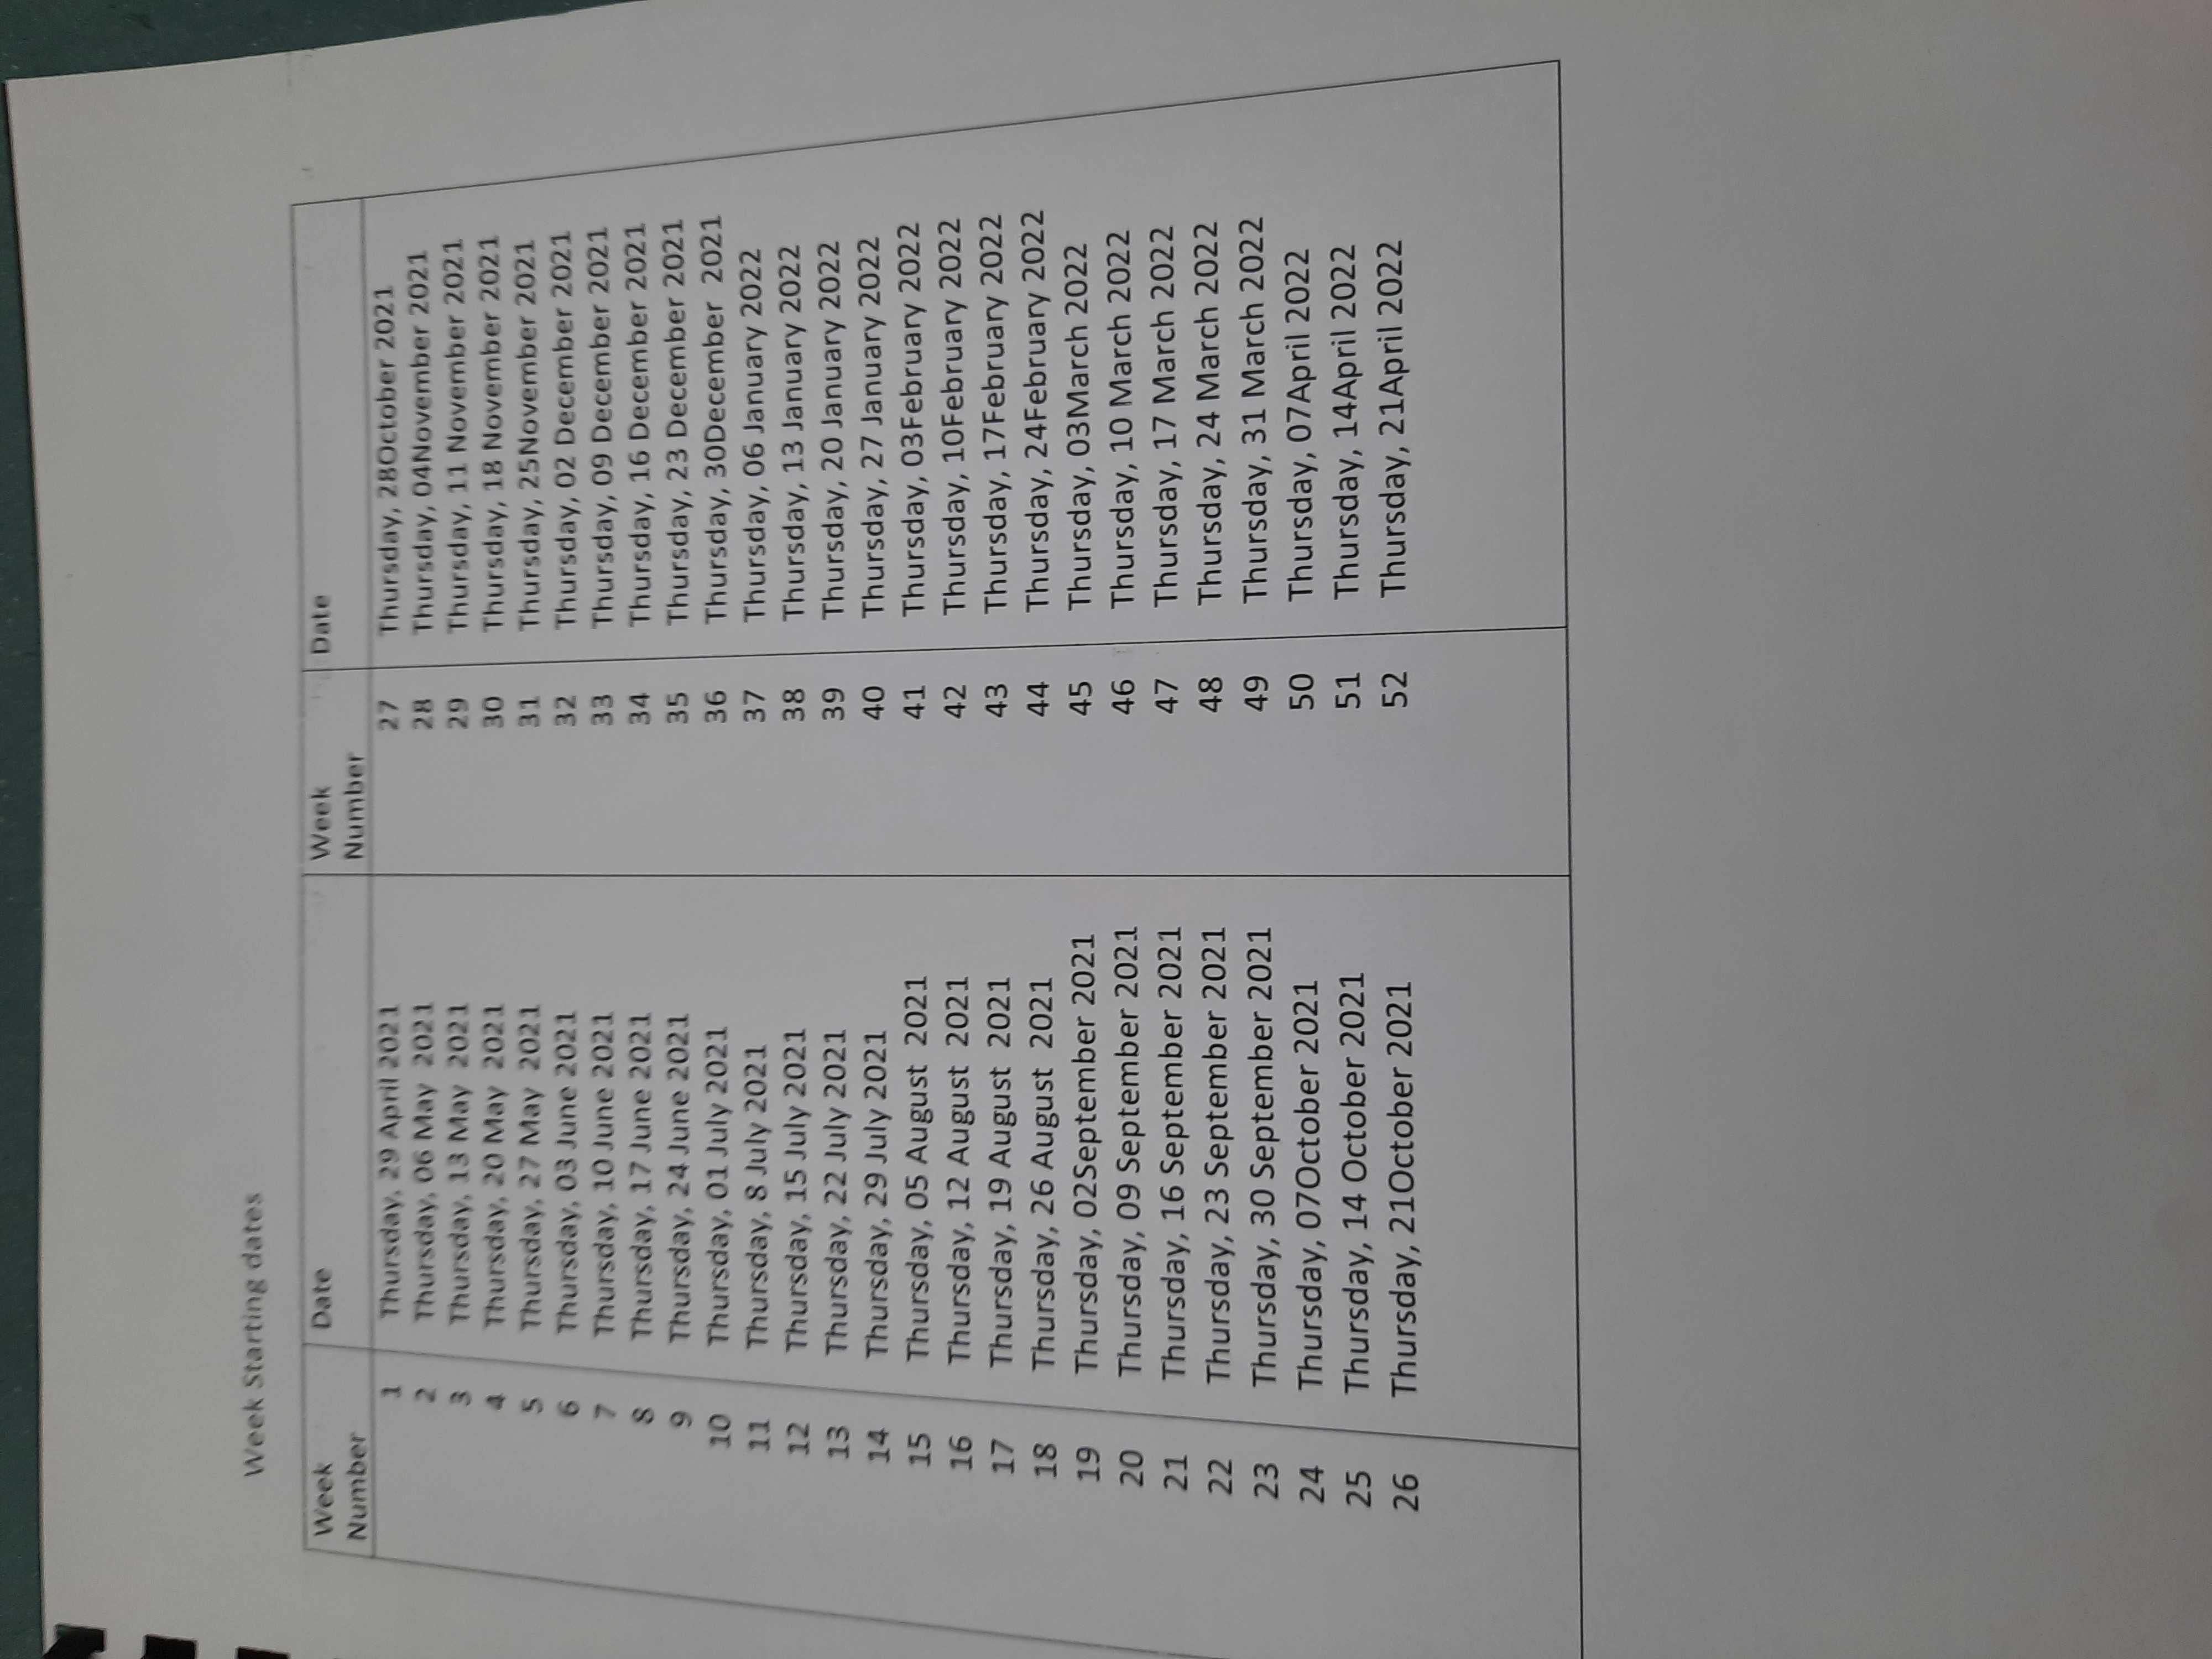 Week Starting dates
Week Number Date Week Number Date
1 Thursday, 29 April 2021 27 Thursday, 28October 2021
2 Thursday, 06 May 2021 28 Thursday, 04November 2021
3 Thursday, 13 May 2021 29 Thursday, 11 November 2021
4 Thursday, 20 May 2021 30 Thursday, 18 November 2021
5 Thursday, 27 May 2021 31 Thursday, 25November 2021
6 Thursday, 03 June 2021 32 Thursday, 02 December 2021
7 Thursday, 10 June 2021 33 Thursday, 09 December 2021
8 Thursday, 17 June 2021 34 Thursday, 16 December 2021
9 Thursday, 24 June 2021 35 Thursday, 23 December 2021
10 Thursday, 01 July 2021 36 Thursday, 30December 2021
11 Thursday, 8 July 2021 37 Thursday, 06 January 2022
12 Thursday, 15 July 2021 38 Thursday, 13 January 2022
13 Thursday, 22 July 2021 39 Thursday, 20 January 2022
14 Thursday, 29 July 2021 40 Thursday, 27 January 2022
15 Thursday, 05 August 2021 41 Thursday, 03February 2022
16 Thursday, 12 August 2021 42 Thursday, 10February 2022
17 Thursday, 19 August 2021 43 Thursday, 17February 2022
18 Thursday, 26 August 2021 44 Thursday, 24February 2022
19 Thursday, 02September 2021 45 Thursday, 03March 2022
20 Thursday, 09 September 2021 46 Thursday, 10 March 2022
21 Thursday, 16 September 2021 47 Thursday, 17 March 2022
22 Thursday, 23 September 2021 48 Thursday, 24 March 2022
23 Thursday, 30 September 2021 49 Thursday, 31 March 2022
24 Thursday, 07October 2021 50 Thursday, 07April 2022
25 Thursday, 14 October 2021 51 Thursday, 14April 2022
26 Thursday, 21October 2021 52 Thursday, 21April 2022